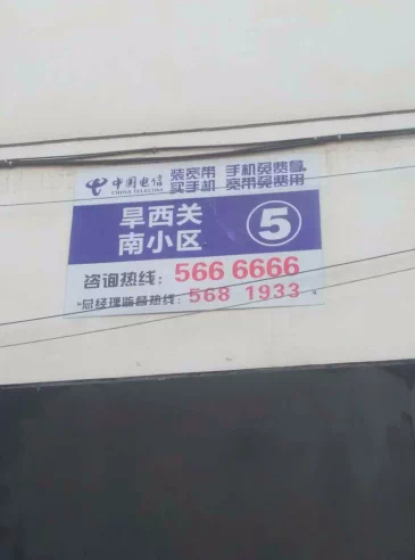 中国电信 装宽带 手机免费拿
CHINA TELECOM 买手机 宽带免费用
旱西关
南小区
5
咨询热线：566 6666
总经理监督热线：568 1933